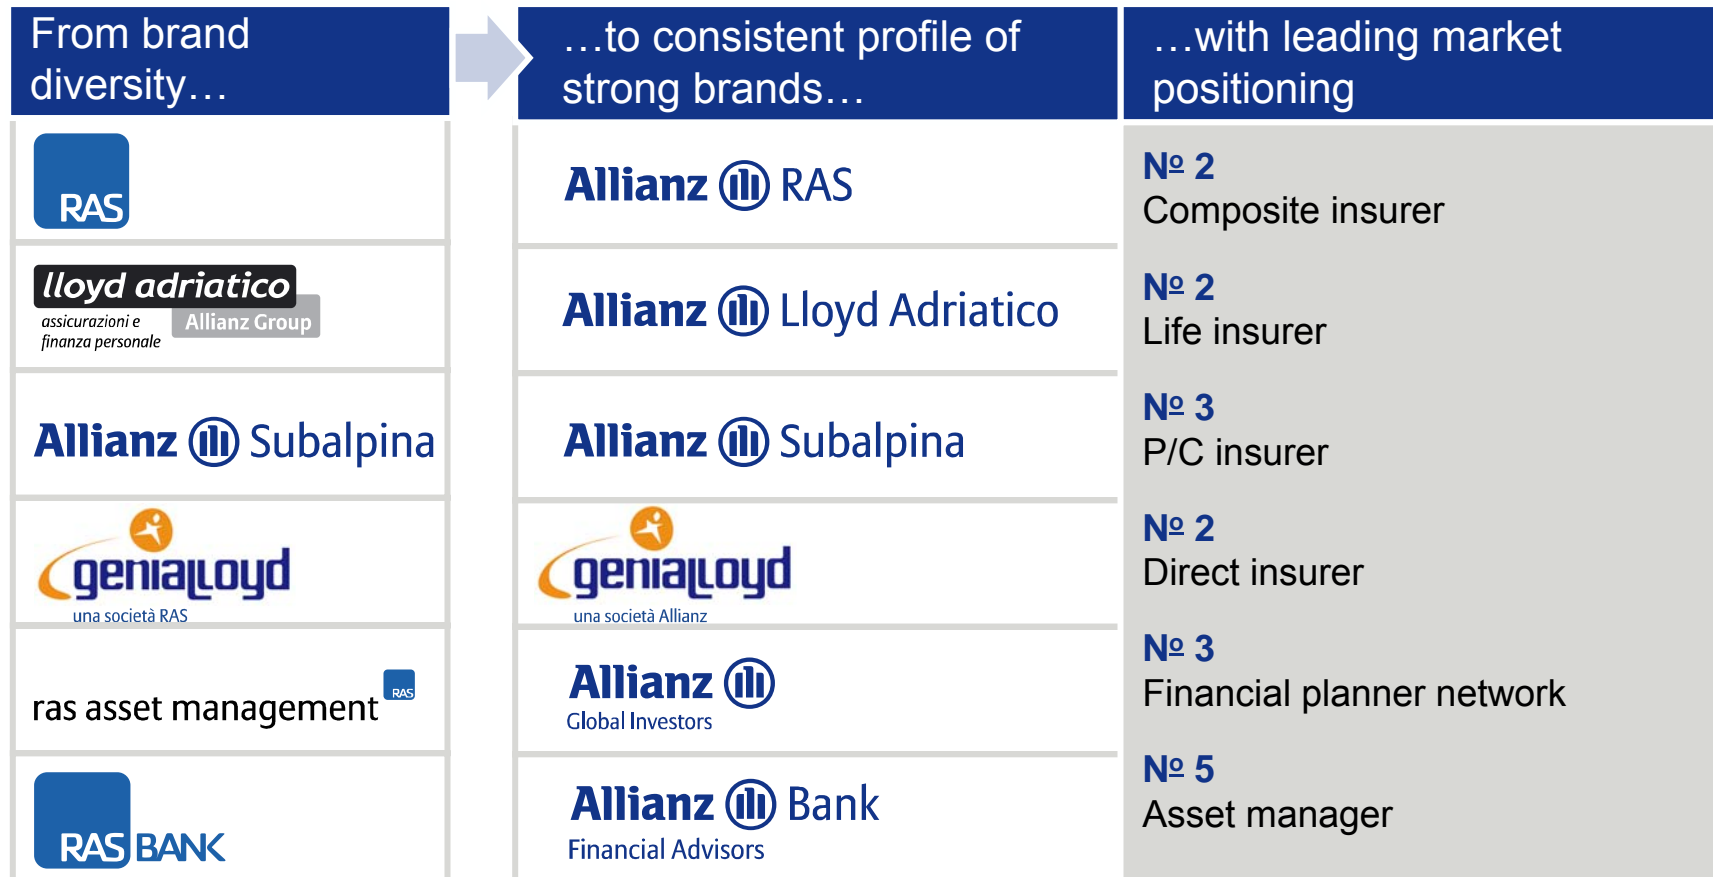 From brand
diversity…
…to consistent profile of
strong brands…
…with leading market
positioning
RAS
lloyd adriatico
assicurazioni e
finanza personale
Allianz Group
Allianz Subalpina
genialloyd
una società RAS
ras asset management RAS
RAS BANK
Allianz RAS
Allianz Lloyd Adriatico
Allianz Subalpina
genialloyd
una società Allianz
Allianz
Global Investors
Allianz Bank
Financial Advisors
Nº 2
Composite insurer
Nº 2
Life insurer
Nº 3
P/C insurer
Nº 2
Direct insurer
Nº 3
Financial planner network
Nº 5
Asset manager